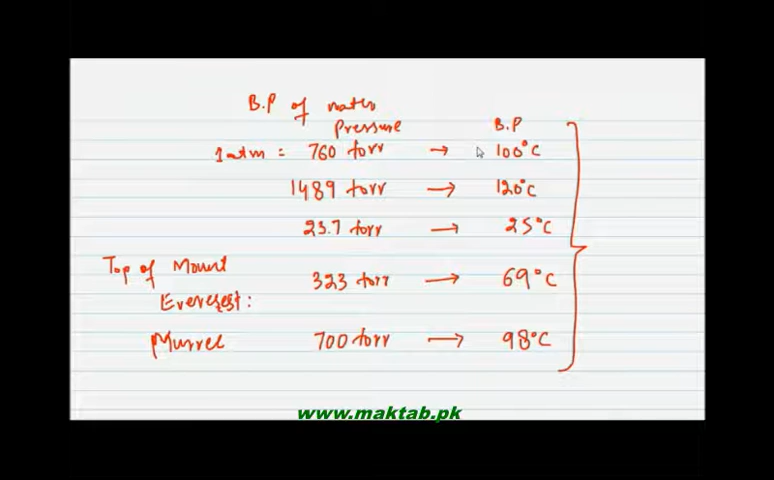 B.P of water
Pressure B.P
1 atm = 760 torr → 100°C
1489 torr → 120°C
23.7 torr → 25°C
Top of Mount
Everest: 323 torr → 69°C
Murree 700 torr → 98°C
www.maktab.pk